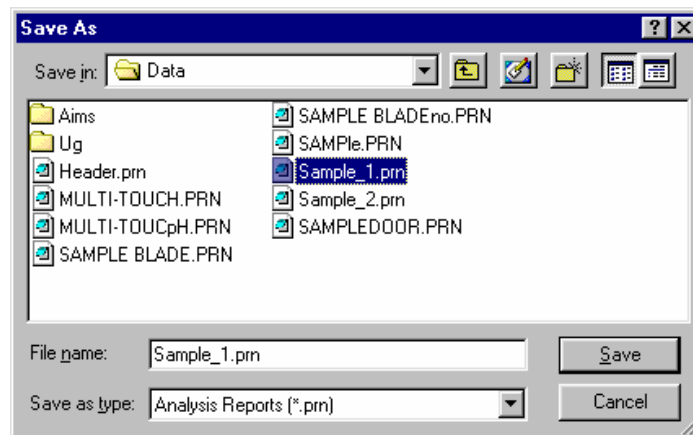 Save As
Save in: Data
Aims
Ug
Header.prn
MULTI-TOUCH.PRN
MULTI-TOUCpH.PRN
SAMPLE BLADE.PRN
SAMPLE BLADEno.PRN
SAMPle.PRN
Sample_1.prn
Sample_2.prn
SAMPLEDOOR.PRN
File name: Sample_1.prn Save
Save as type: Analysis Reports (*.prn) Cancel